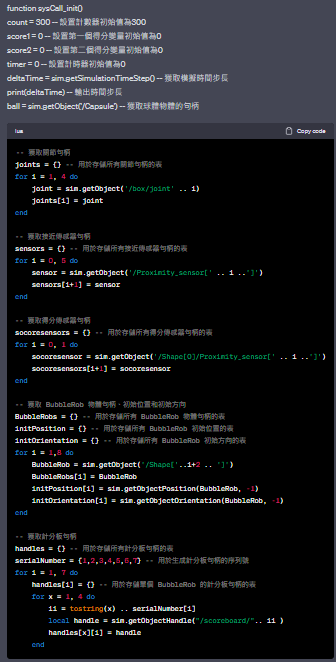 function sysCall_init()
count = 300 -- 設置計數器初始值為300
score1 = 0 -- 設置第一個得分變量初始值為0
score2 = 0 -- 設置第二個得分變量初始值為0
timer = 0 -- 設置計時器初始值為0
deltaTime = sim.getSimulationTimeStep() -- 獲取模擬時間步長
print(deltaTime) -- 輸出時間步長
ball = sim.getObject('/Capsule') -- 獲取球體物體的句柄
lua Copy code
-- 獲取關節句柄
joints = {} -- 用於存儲所有關節句柄的表
for i = 1, 4 do
joint = sim.getObject('/box/joint' .. i)
joints[i] = joint
end
-- 獲取接近傳感器句柄
sensors = {} -- 用於存儲所有接近傳感器句柄的表
for i = 0, 5 do
sensor = sim.getObject('/Proximity_sensor[' .. i ..']')
sensors[i+1] = sensor
end
-- 獲取得分傳感器句柄
socoresensors = {} -- 用於存儲所有得分傳感器句柄的表
for i = 0, 1 do
socoresensor = sim.getObject('/Shape[0]/Proximity_sensor[' .. i ..']')
socoresensors[i+1] = socoresensor
end
-- 獲取 BubbleRob 物體句柄、初始位置和初始方向
BubbleRobs = {} -- 用於存儲所有 BubbleRob 物體句柄的表
initPosition = {} -- 用於存儲所有 BubbleRob 初始位置的表
initOrientation = {} -- 用於存儲所有 BubbleRob 初始方向的表
for i = 1,8 do
BubbleRob = sim.getObject('/Shape['..i+2 .. ']')
BubbleRobs[i] = BubbleRob
initPosition[i] = sim.getObjectPosition(BubbleRob, -1)
initOrientation[i] = sim.getObjectOrientation(BubbleRob, -1)
end
-- 獲取計分板句柄
handles = {} -- 用於存儲所有計分板句柄的表
serialNumber = {1,2,3,4,5,6,7} -- 用於生成計分板句柄的序列號
for i = 1, 7 do
handles[i] = {} -- 用於存儲單個 BubbleRob 的計分板句柄的表
for x = 1, 4 do
ii = tostring(x) .. serialNumber[i]
local handle = sim.getObjectHandle("/scoreboard/".. ii )
handles[x][i] = handle
end